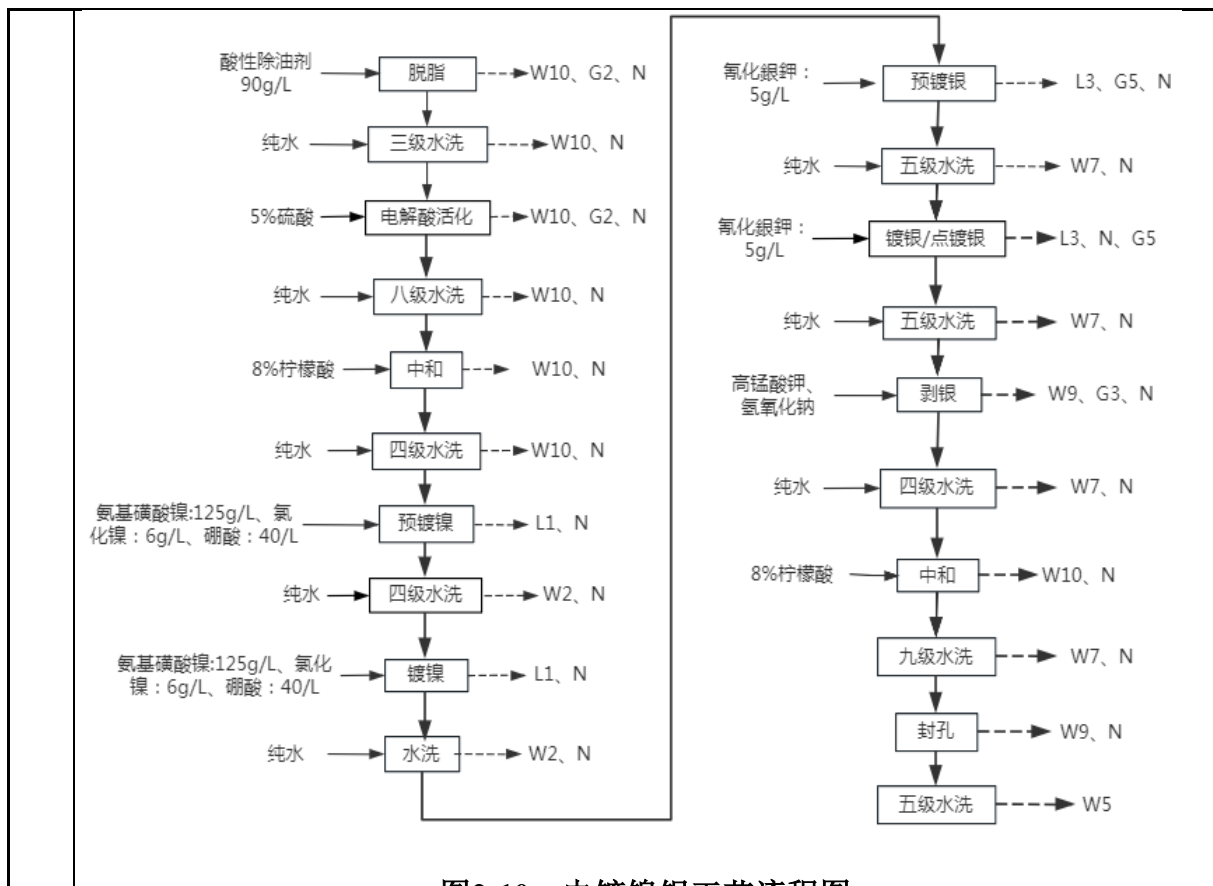 酸性除油剂
90g/L
脱脂
W10、G2、N
纯水
三级水洗
W10、N
5%硫酸
电解酸活化
W10、G2、N
纯水
八级水洗
W10、N
8%柠檬酸
中和
W10、N
纯水
四级水洗
W10、N
氨基磺酸镍:125g/L、氯
化镍：6g/L、硼酸：40/L
预镀镍
L1、N
纯水
四级水洗
W2、N
氨基磺酸镍:125g/L、氯化
镍：6g/L、硼酸：40/L
镀镍
L1、N
纯水
水洗
W2、N
氰化銀鉀：
5g/L
预镀银
L3、G5、N
纯水
五级水洗
W7、N
氰化銀鉀：
5g/L
镀银/点镀银
L3、N、G5
纯水
五级水洗
W7、N
高锰酸钾、
氢氧化钠
剥银
W9、G3、N
纯水
四级水洗
W7、N
8%柠檬酸
中和
W10、N
九级水洗
W7、N
封孔
W9、N
五级水洗
W5